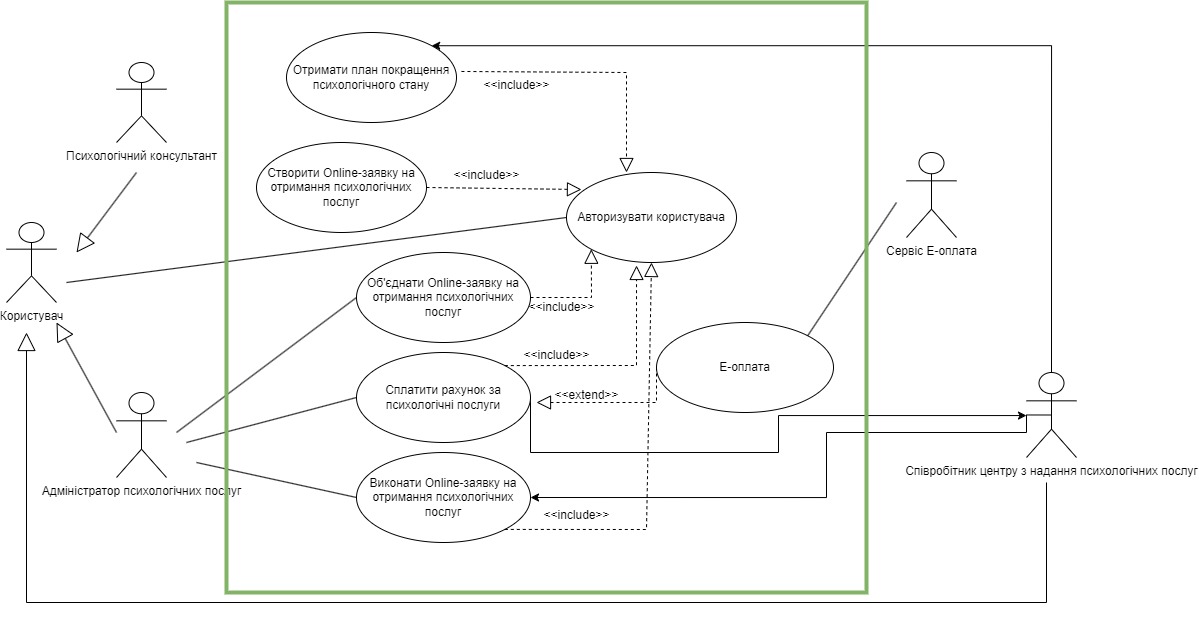 Отримати план покращення
психологічного стану
<<include>>
Психологічний консультант
Створити Online-заявку на
отримання психологічних
послуг
<<include>>
Авторизувати користувача
Сервіс Е-оплата
Користувач
Об'єднати Online-заявку на
отримання психологічних
послуг
<<include>>
<<include>>
Е-оплата
Сплатити рахунок за
психологічні послуги
<<extend>>
Співробітник центру з надання психологічних послуг
Адміністратор психологічних послуг
Виконати Online-заявку на
отримання психологічних
послуг
<<include>>